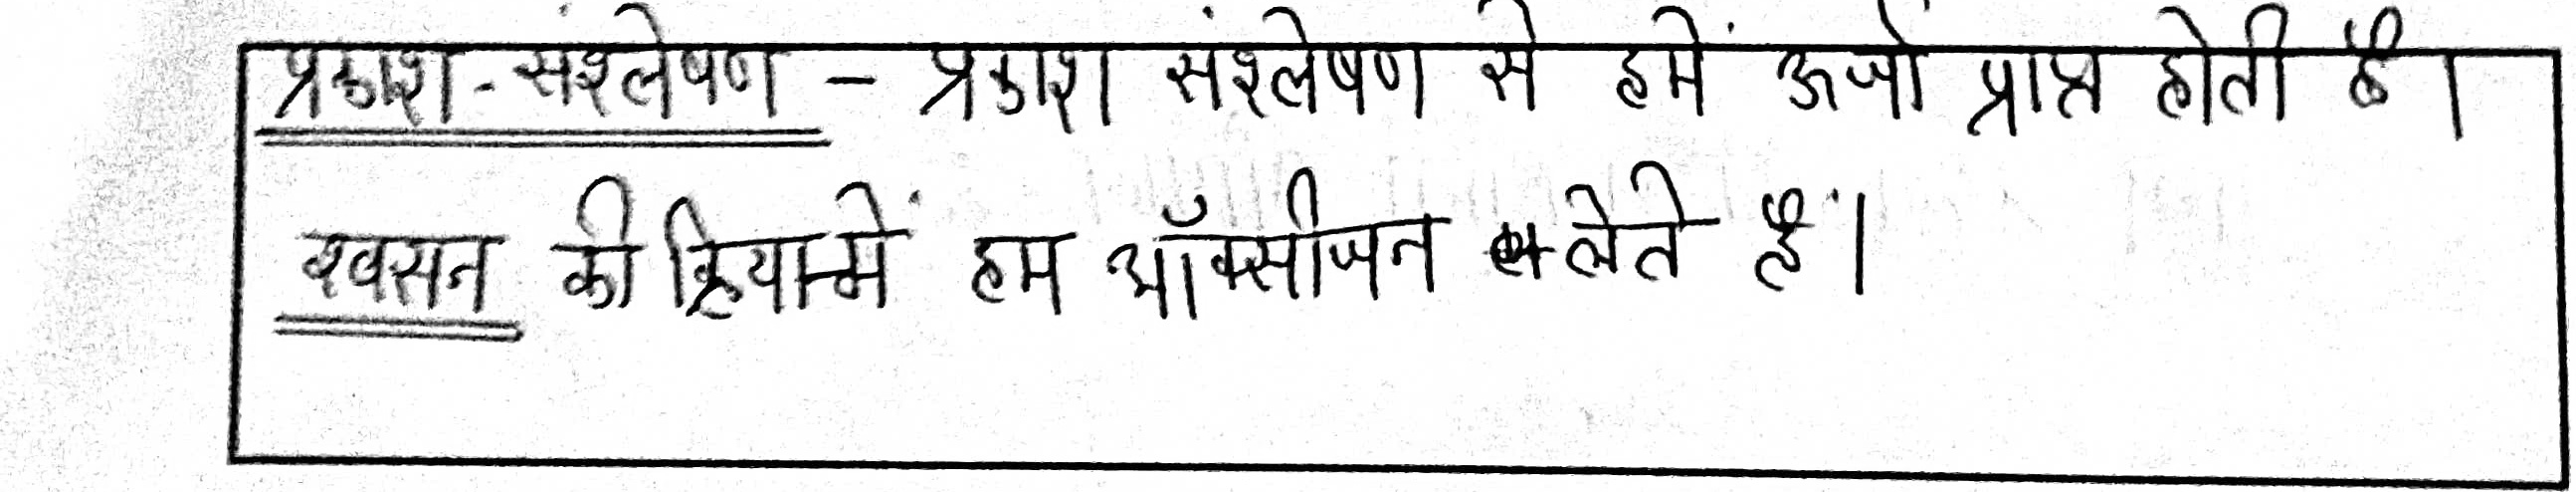 प्रकाश-संश्लेषण – प्रकाश संश्लेषण से हमें ऊर्जा प्राप्त होती है।
श्वसन की क्रिया में हम ऑक्सीजन लेते हैं।